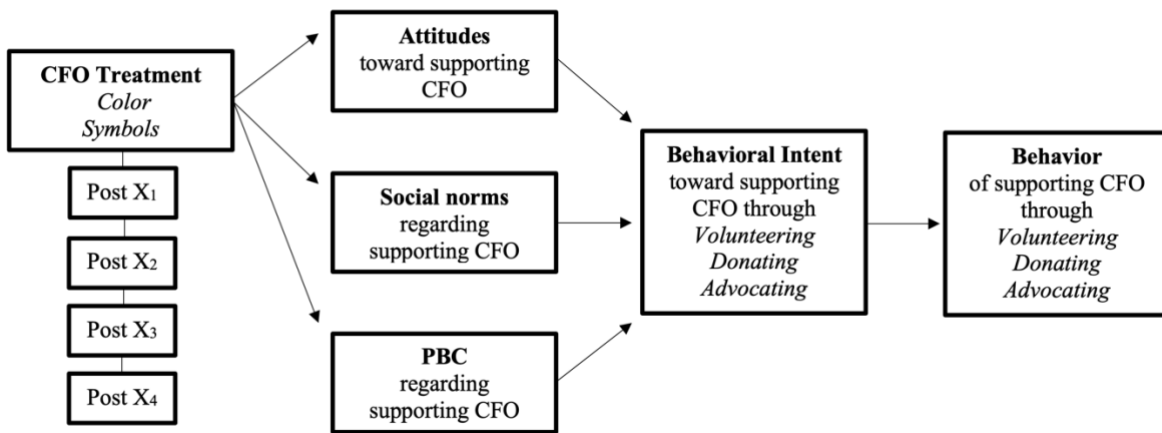 CFO Treatment
Color
Symbols
Post X₁
Post X₂
Post X₃
Post X₄
Attitudes
toward supporting
CFO
Social norms
regarding
supporting CFO
PBC
regarding
supporting CFO
Behavioral Intent
toward supporting
CFO through
Volunteering
Donating
Advocating
Behavior
of supporting CFO
through
Volunteering
Donating
Advocating